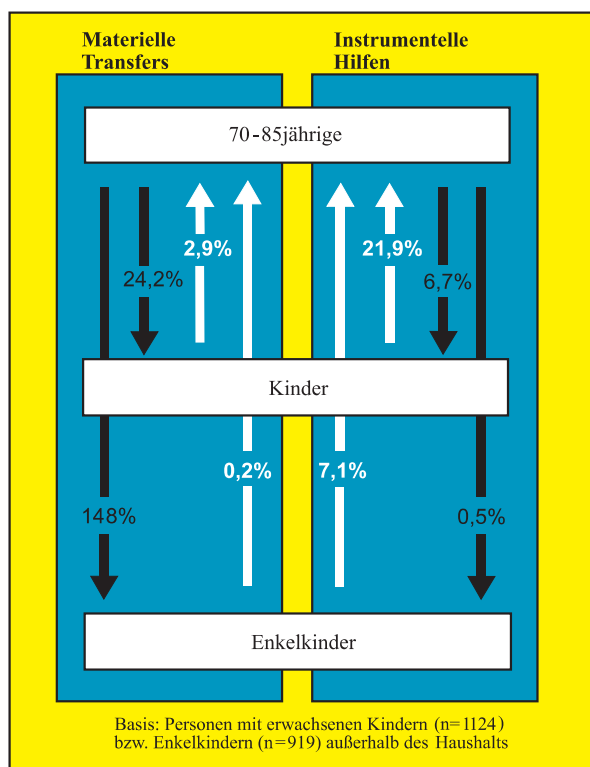 Materielle
Transfers
Instrumentelle
Hilfen
70-85jährige
2,9%
21,9%
24,2%
6,7%
Kinder
0,2%
7,1%
148%
0,5%
Enkelkinder
Basis: Personen mit erwachsenen Kindern (n=1124)
bzw. Enkelkindern (n=919) außerhalb des Haushalts